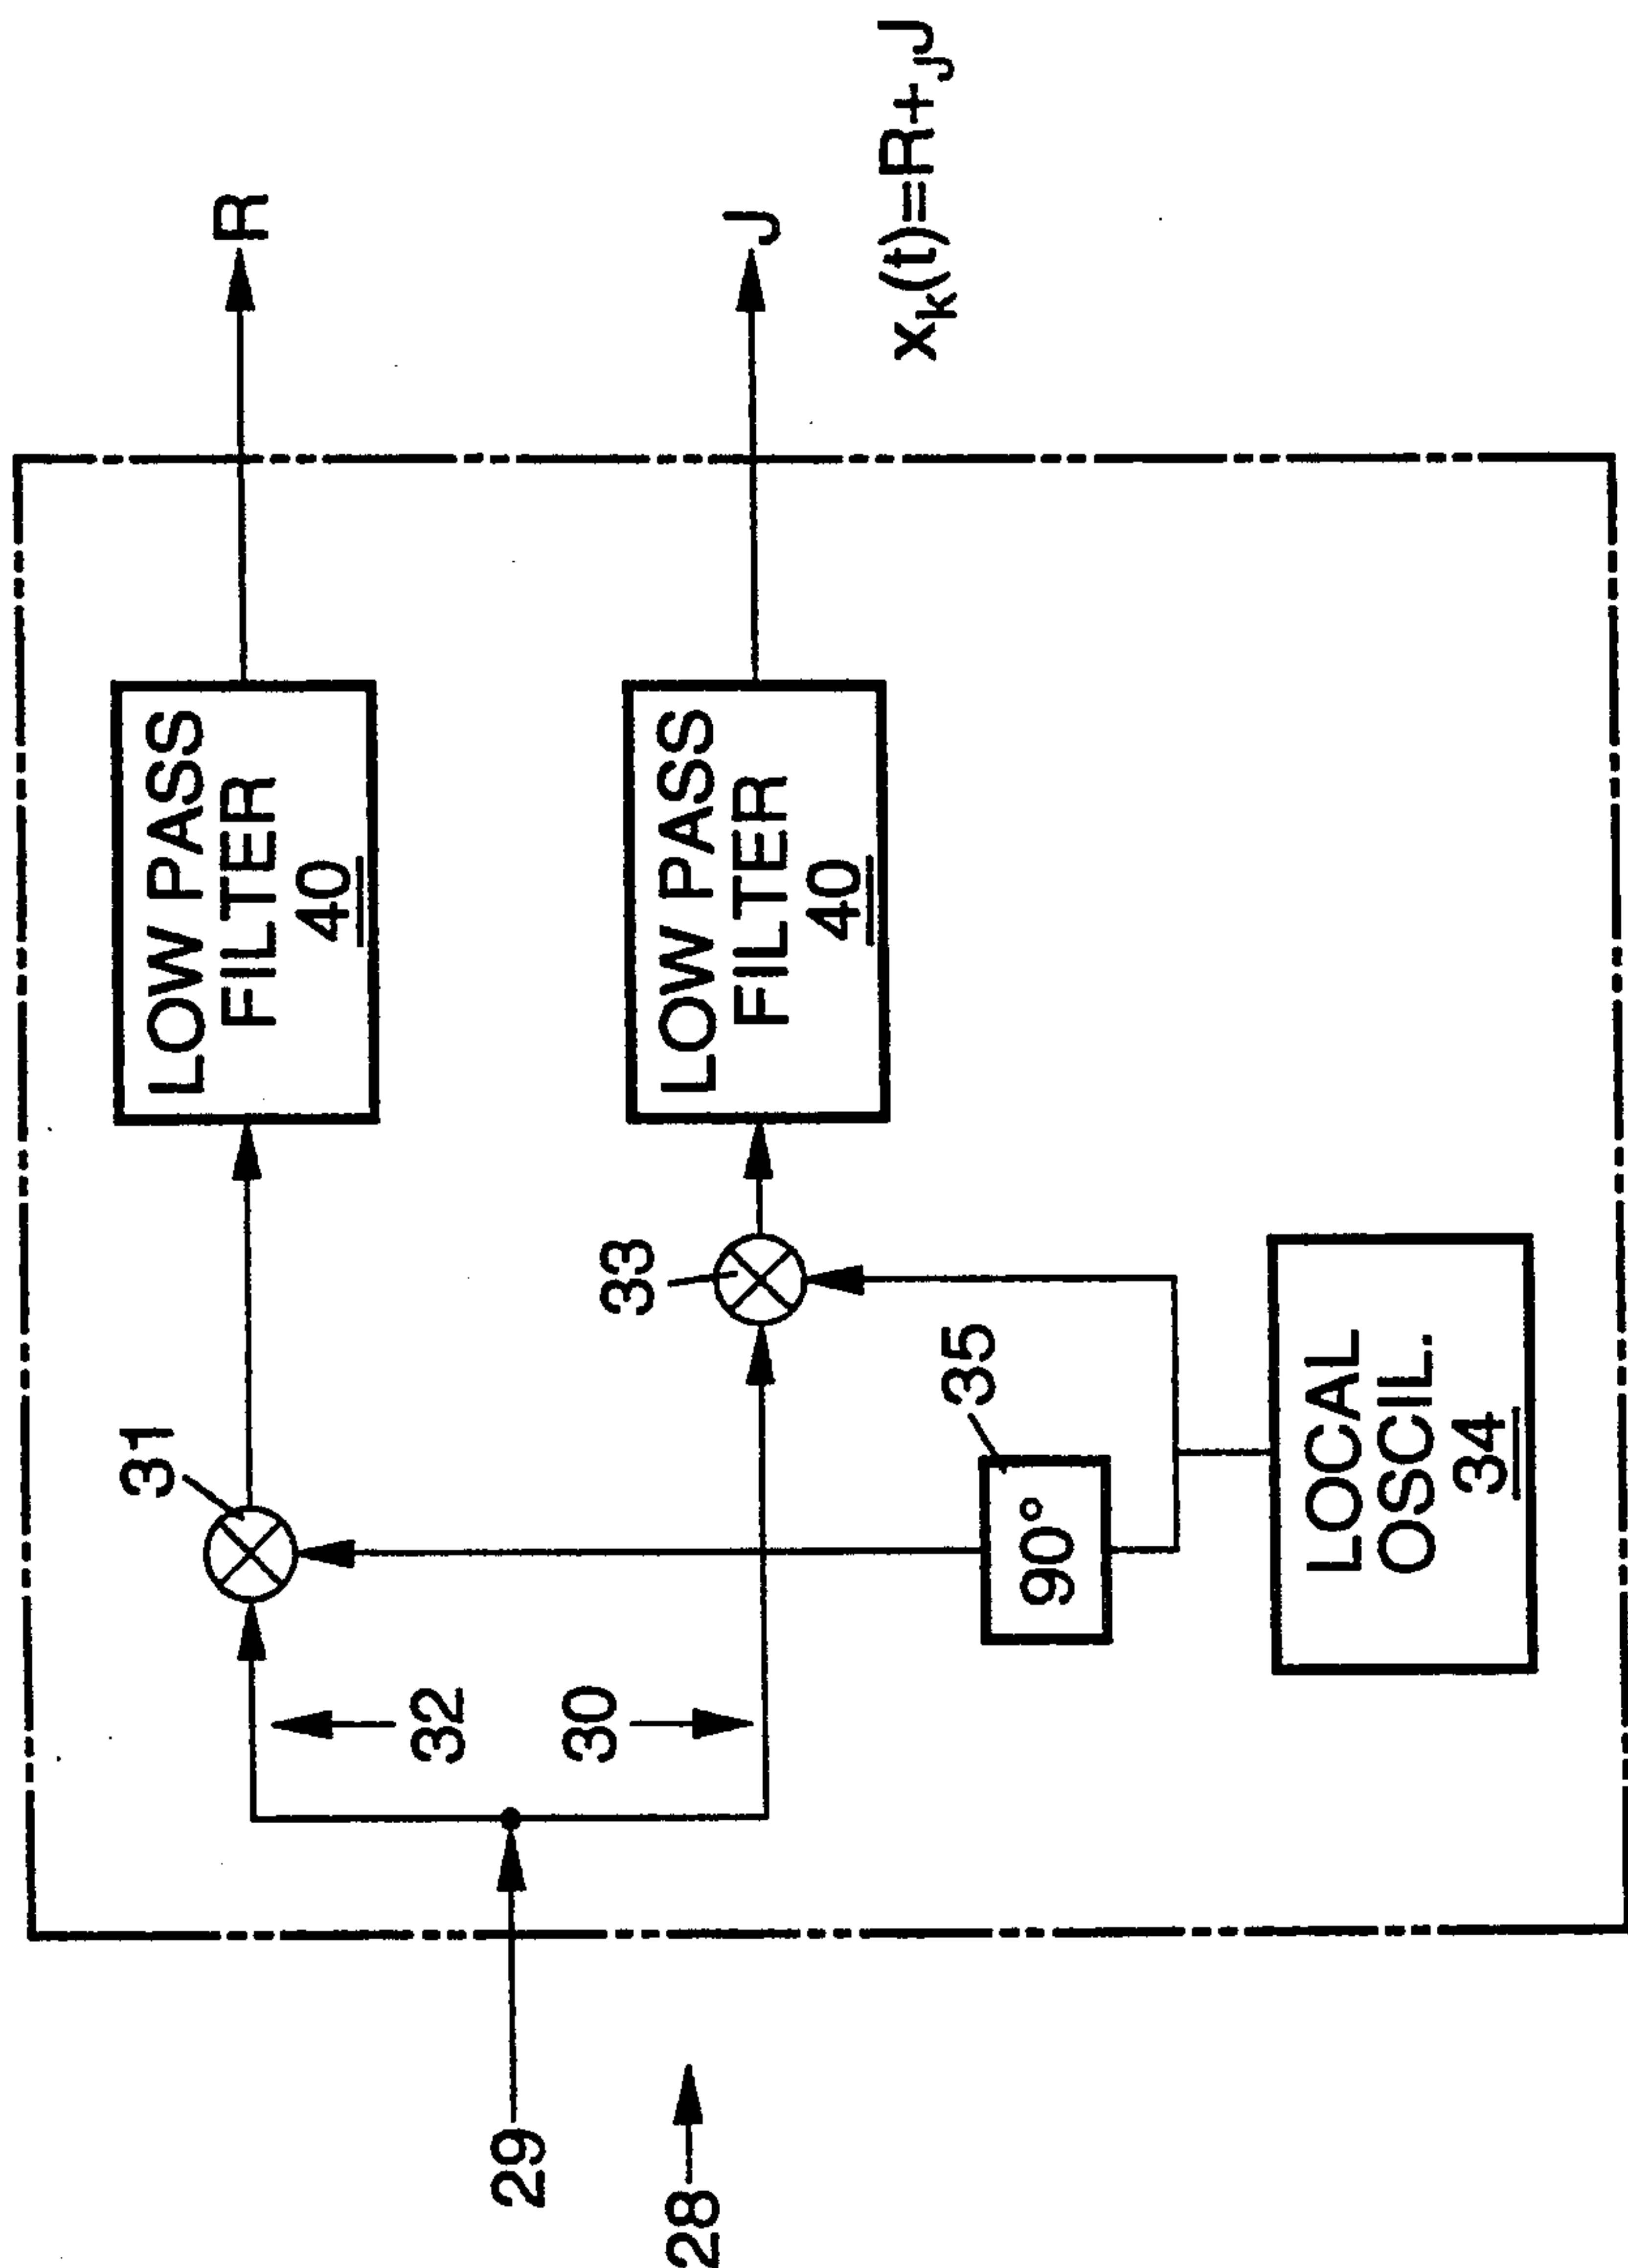 R
J
xk(t)=R+jJ
LOW PASS
FILTER
40
LOW PASS
FILTER
40
31
33
32
30
35
90°
LOCAL
OSCIL.
34
29
28